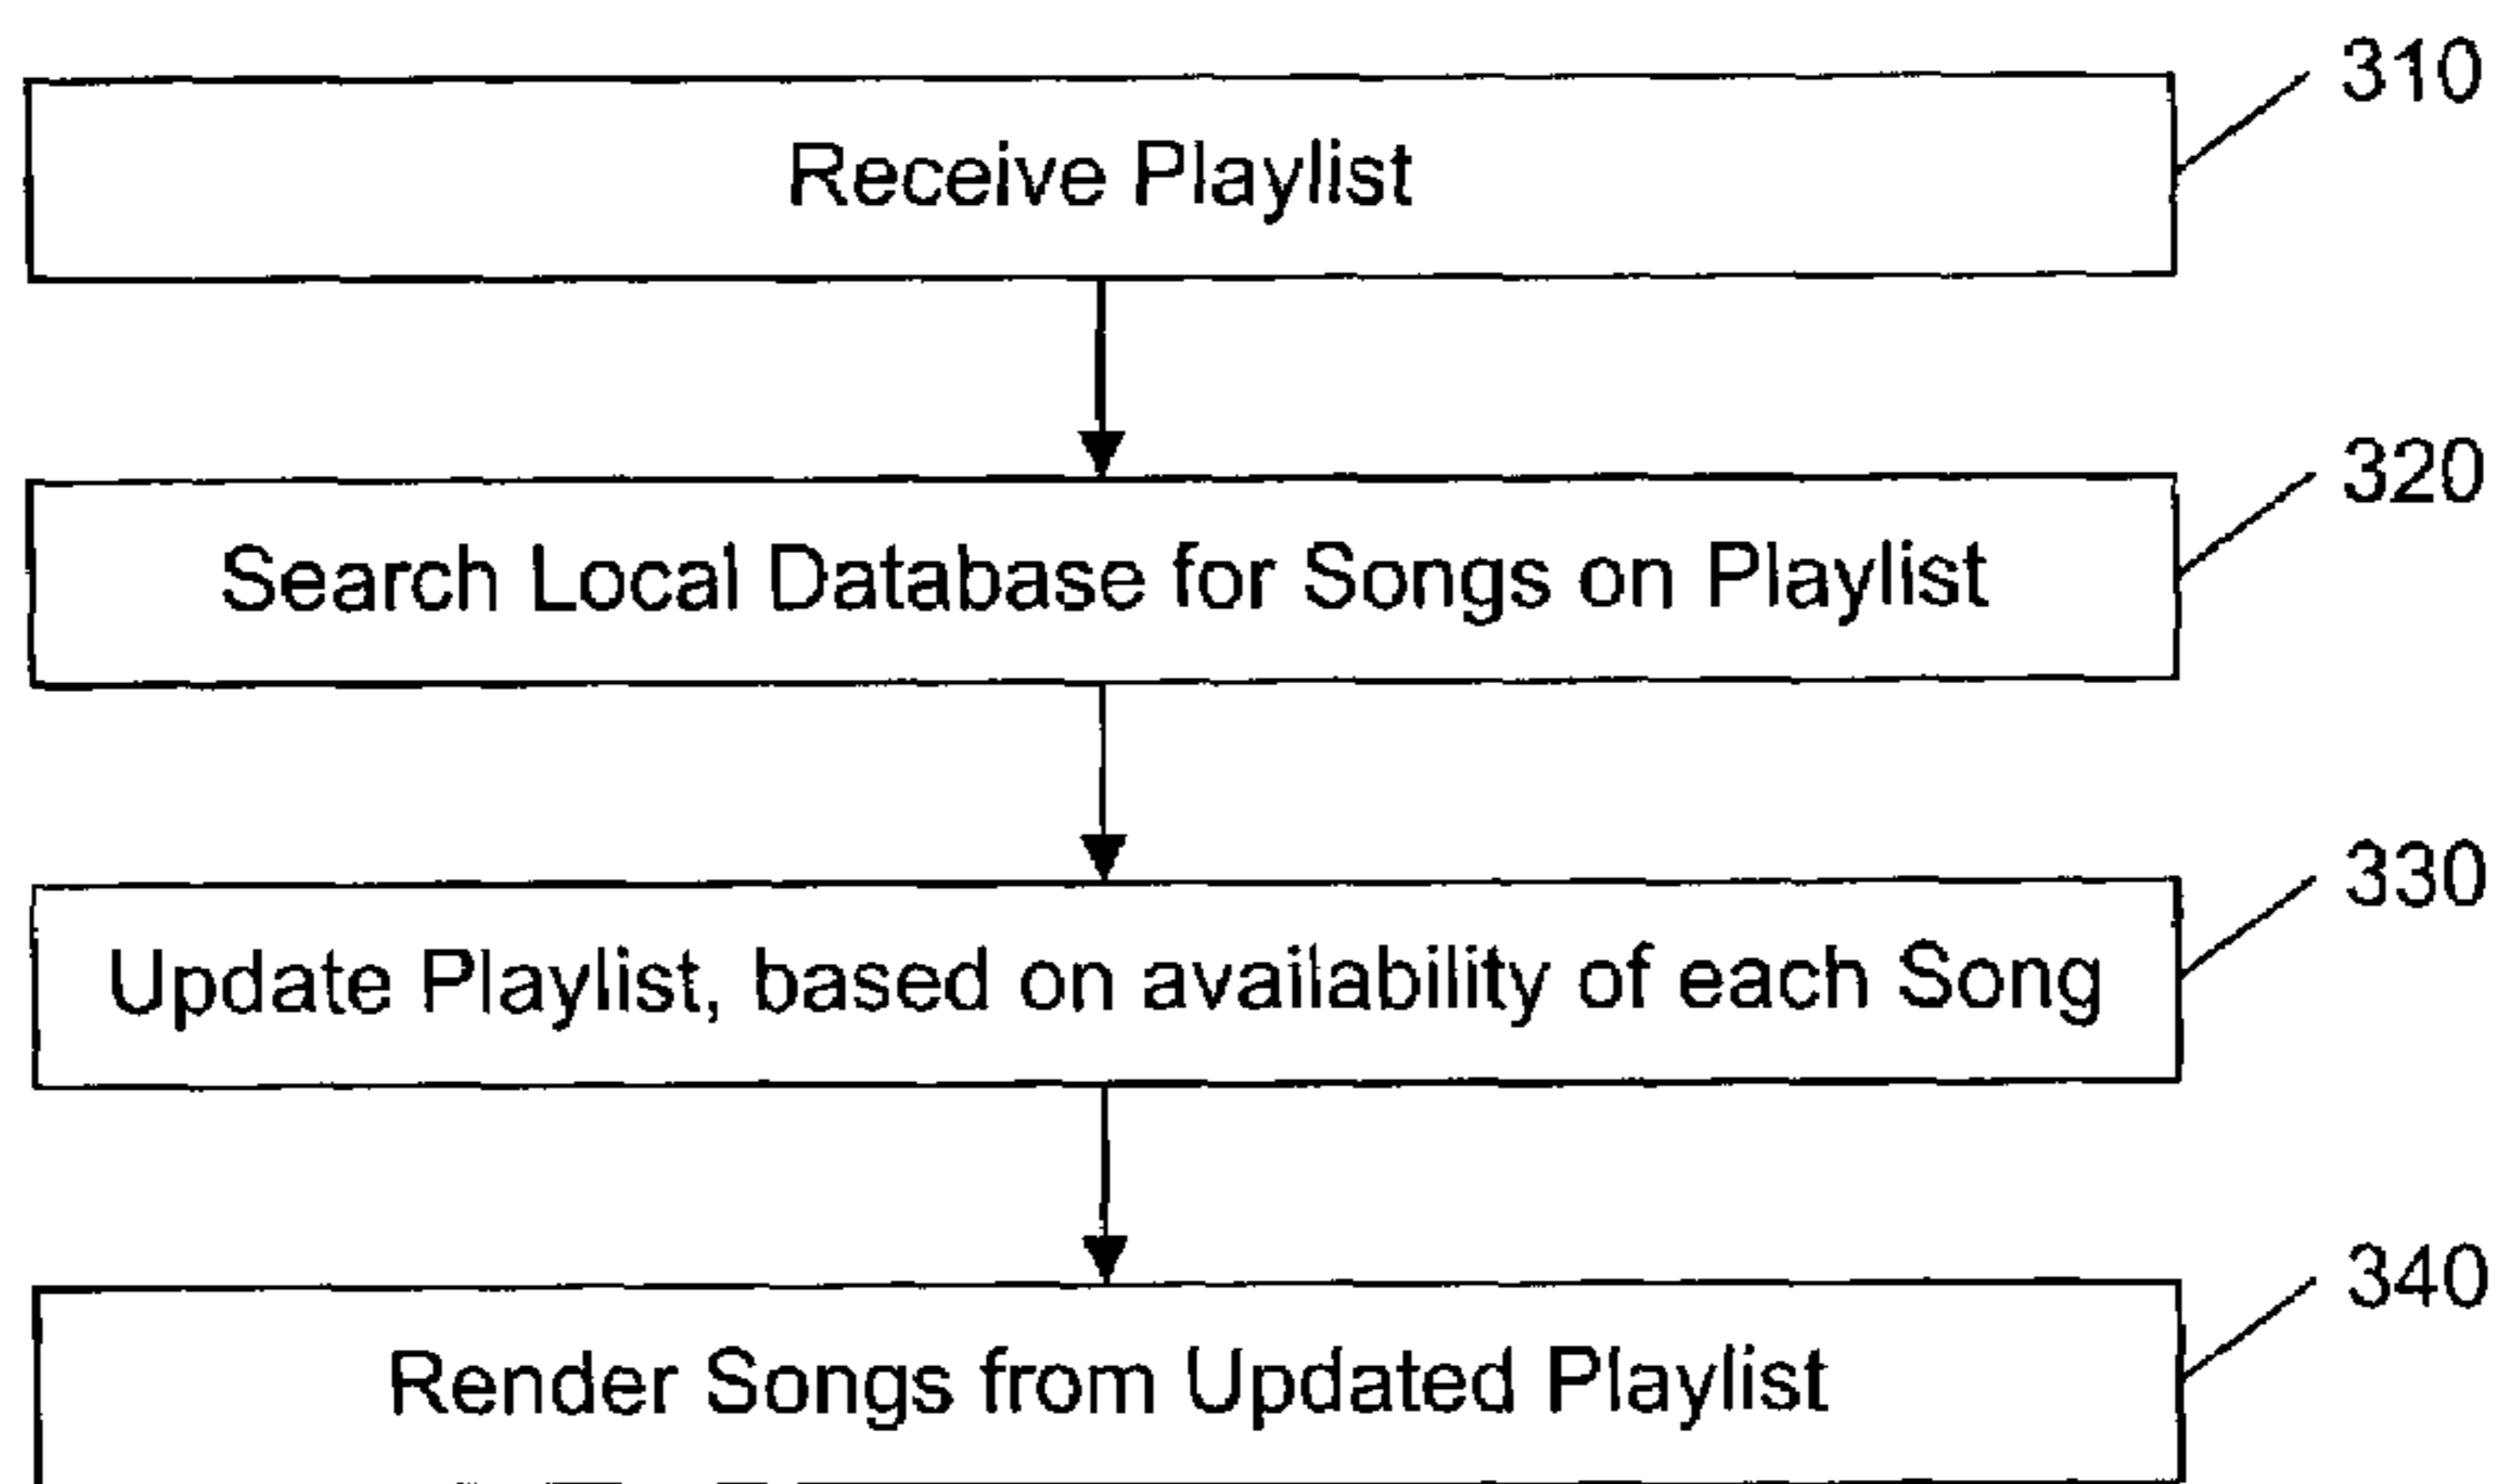 310
Receive Playlist
320
Search Local Database for Songs on Playlist
330
Update Playlist, based on availability of each Song
340
Render Songs from Updated Playlist